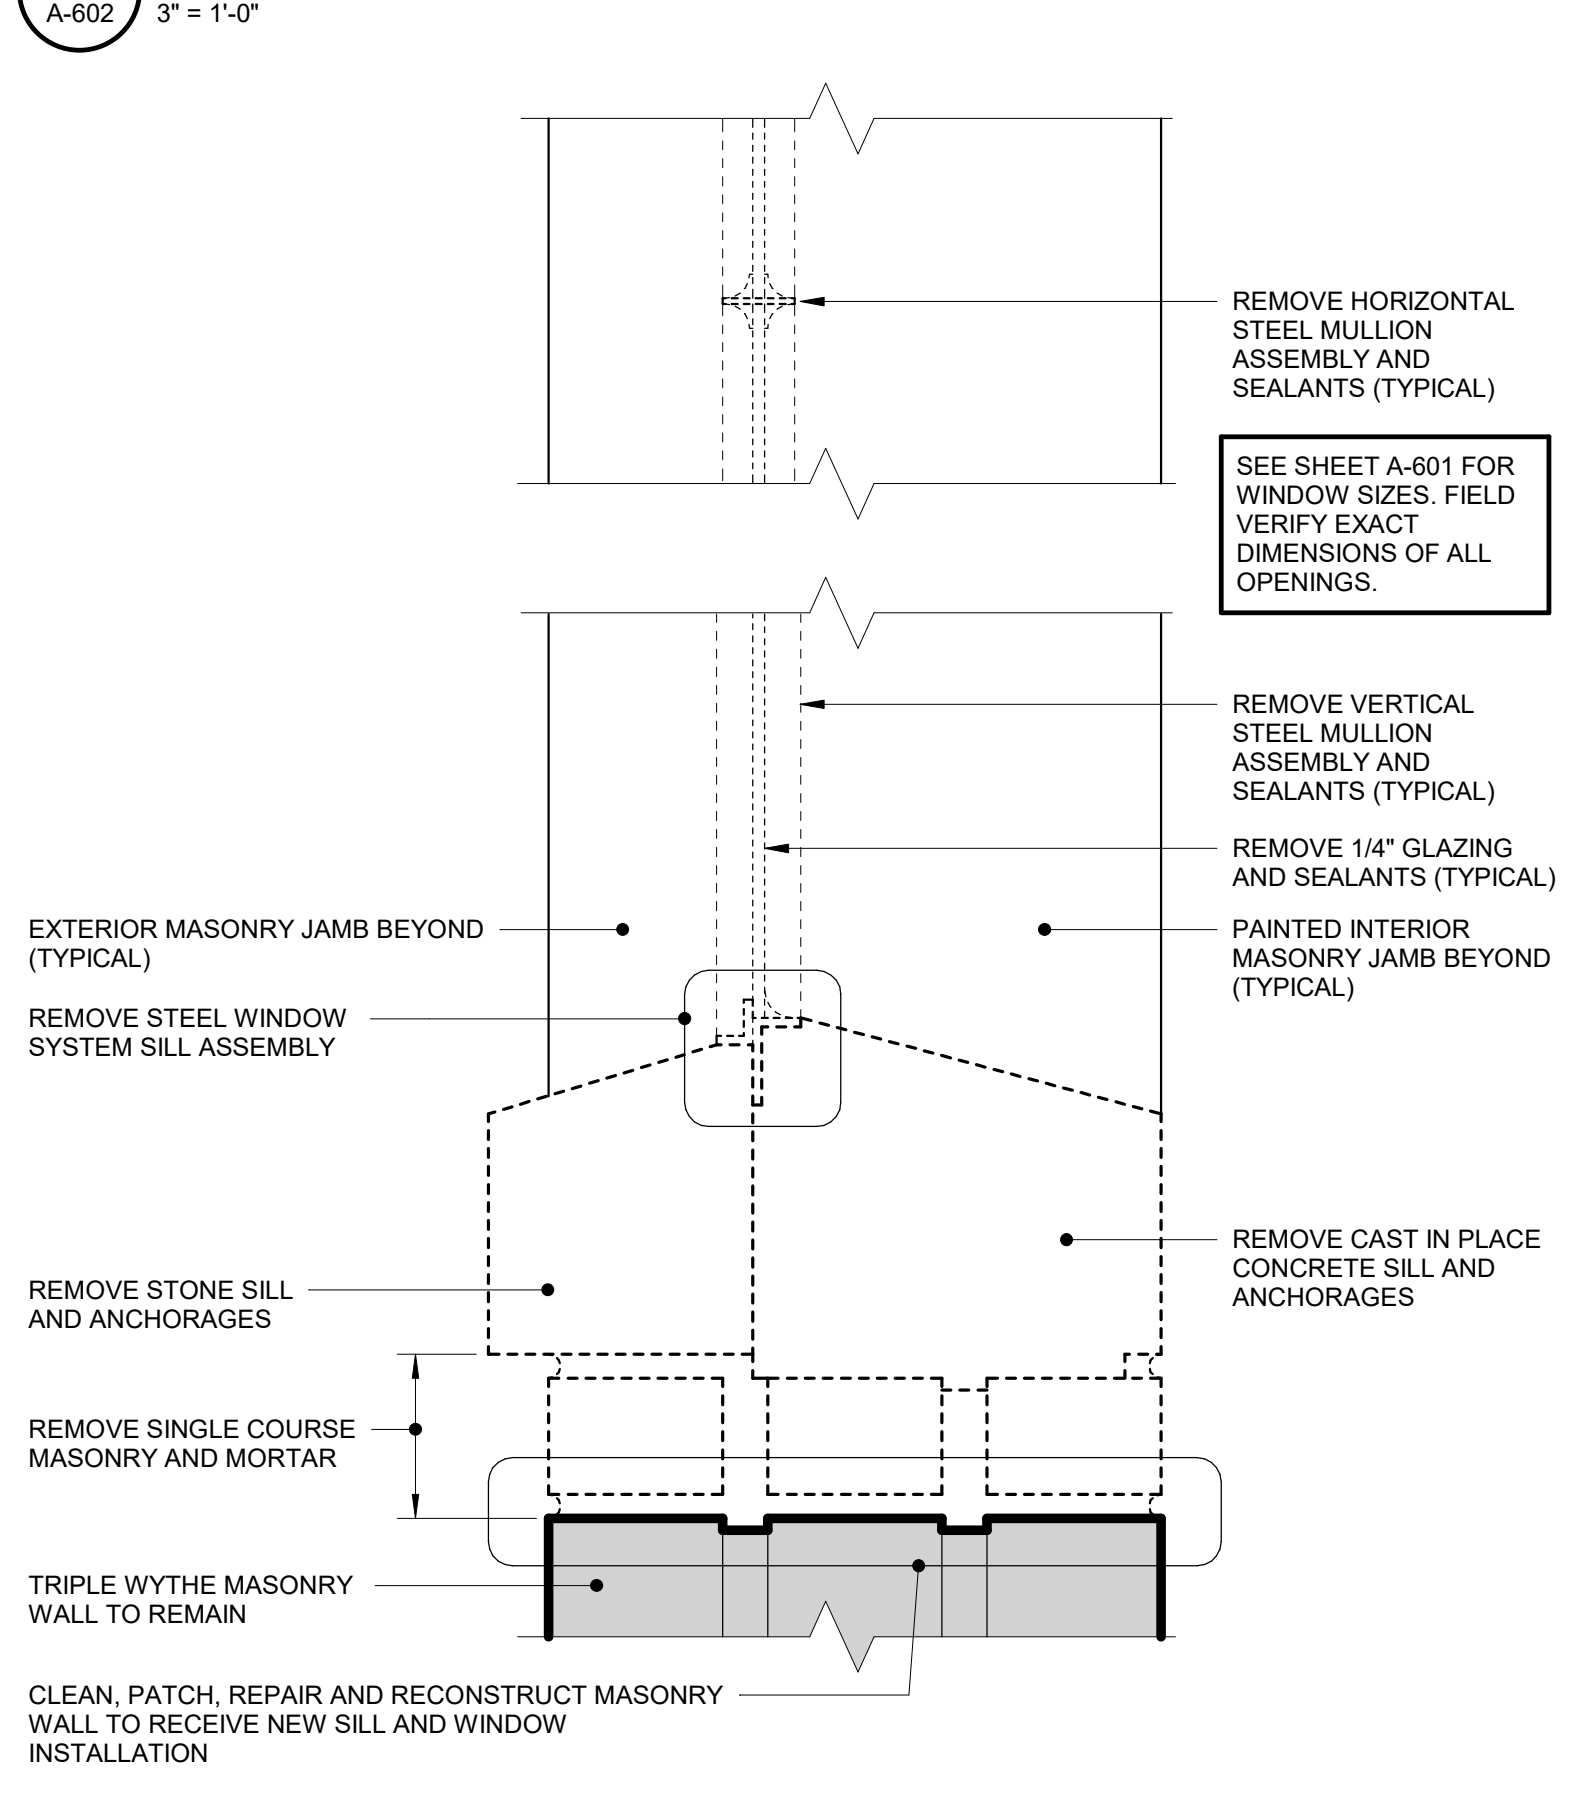 A-602
3" = 1'-0"
REMOVE HORIZONTAL
STEEL MULLION
ASSEMBLY AND
SEALANTS (TYPICAL)
SEE SHEET A-601 FOR
WINDOW SIZES. FIELD
VERIFY EXACT
DIMENSIONS OF ALL
OPENINGS.
REMOVE VERTICAL
STEEL MULLION
ASSEMBLY AND
SEALANTS (TYPICAL)
REMOVE 1/4" GLAZING
AND SEALANTS (TYPICAL)
EXTERIOR MASONRY JAMB BEYOND
(TYPICAL)
PAINTED INTERIOR
MASONRY JAMB BEYOND
(TYPICAL)
REMOVE STEEL WINDOW
SYSTEM SILL ASSEMBLY
REMOVE CAST IN PLACE
CONCRETE SILL AND
ANCHORAGES
REMOVE STONE SILL
AND ANCHORAGES
REMOVE SINGLE COURSE
MASONRY AND MORTAR
TRIPLE WYTHE MASONRY
WALL TO REMAIN
CLEAN, PATCH, REPAIR AND RECONSTRUCT MASONRY
WALL TO RECEIVE NEW SILL AND WINDOW
INSTALLATION